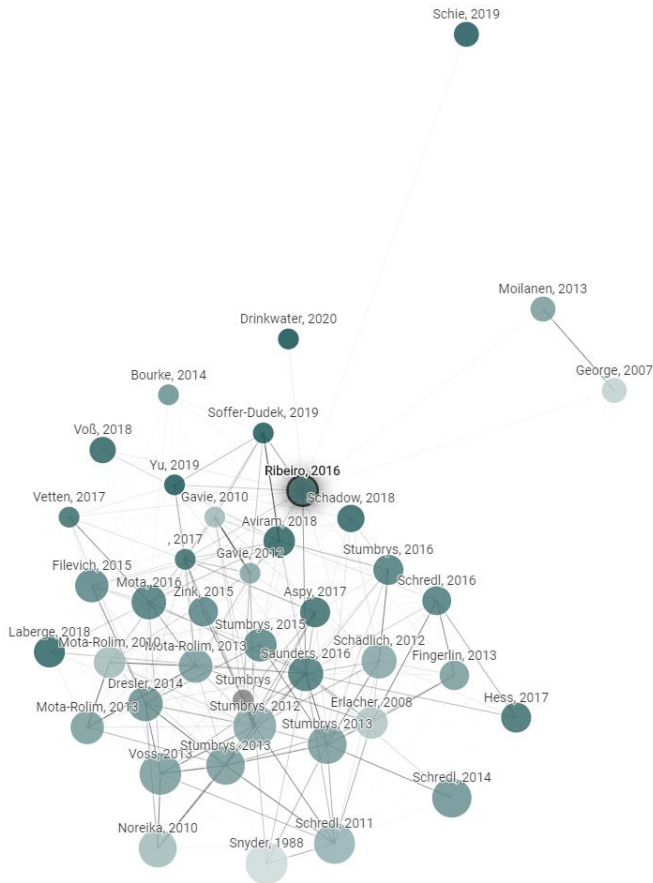 Schie, 2019
Moilanen, 2013
Drinkwater, 2020
George, 2007
Bourke, 2014
Soffer-Dudek, 2019
Voß, 2018
Yu, 2019
Ribeiro, 2016
Vetten, 2017
Gavie, 2010
Schadow, 2018
Aviram, 2018
, 2017
Gavie, 2012
Stumbrys, 2016
Filevich, 2015
Mota, 2016
Zink, 2015
Aspy, 2017
Schredl, 2016
Stumbrys, 2015
Laberge, 2018
Mota-Rolim, 2010
Mota-Rolim, 2013
Schädlich, 2012
Saunders, 2016
Fingerlin, 2013
Stumbrys
Dresler, 2014
Hess, 2017
Mota-Rolim, 2013
Stumbrys, 2012
Erlacher, 2008
Stumbrys, 2013
Stumbrys, 2013
Voss, 2013
Schredl, 2014
Noreika, 2010
Schredl, 2011
Snyder, 1988